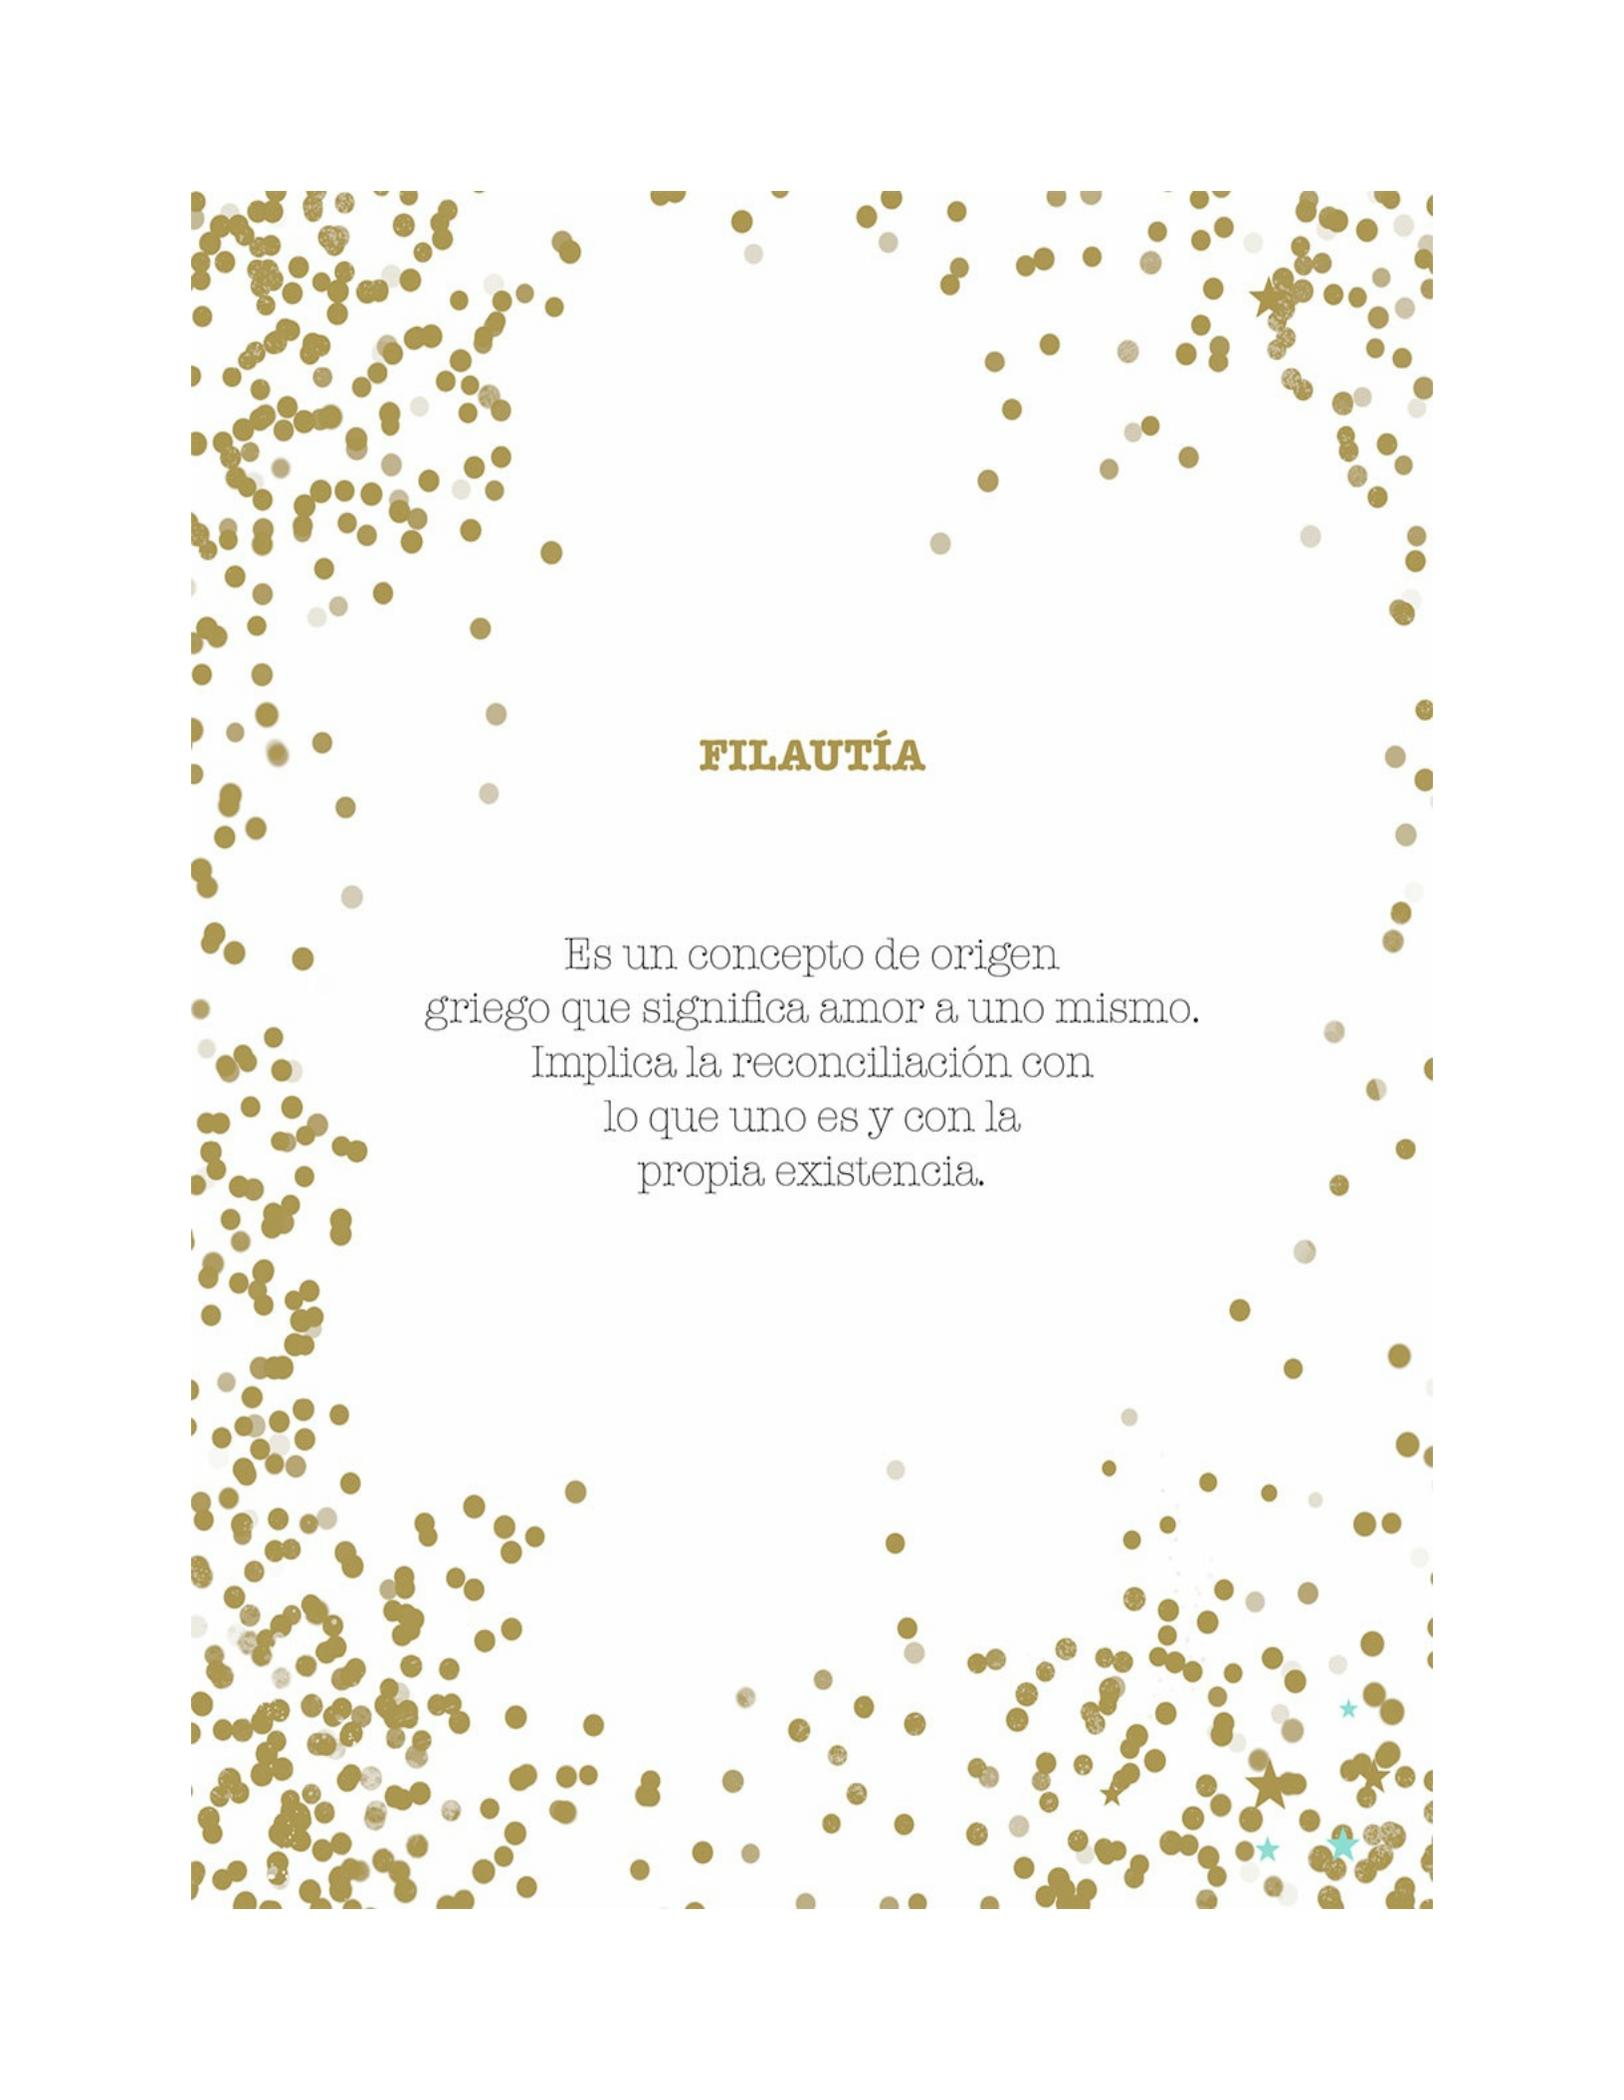 FILAUTÍA
Es un concepto de origen
griego que significa amor a uno mismo.
Implica la reconciliación con
lo que uno es y con la
propia existencia.